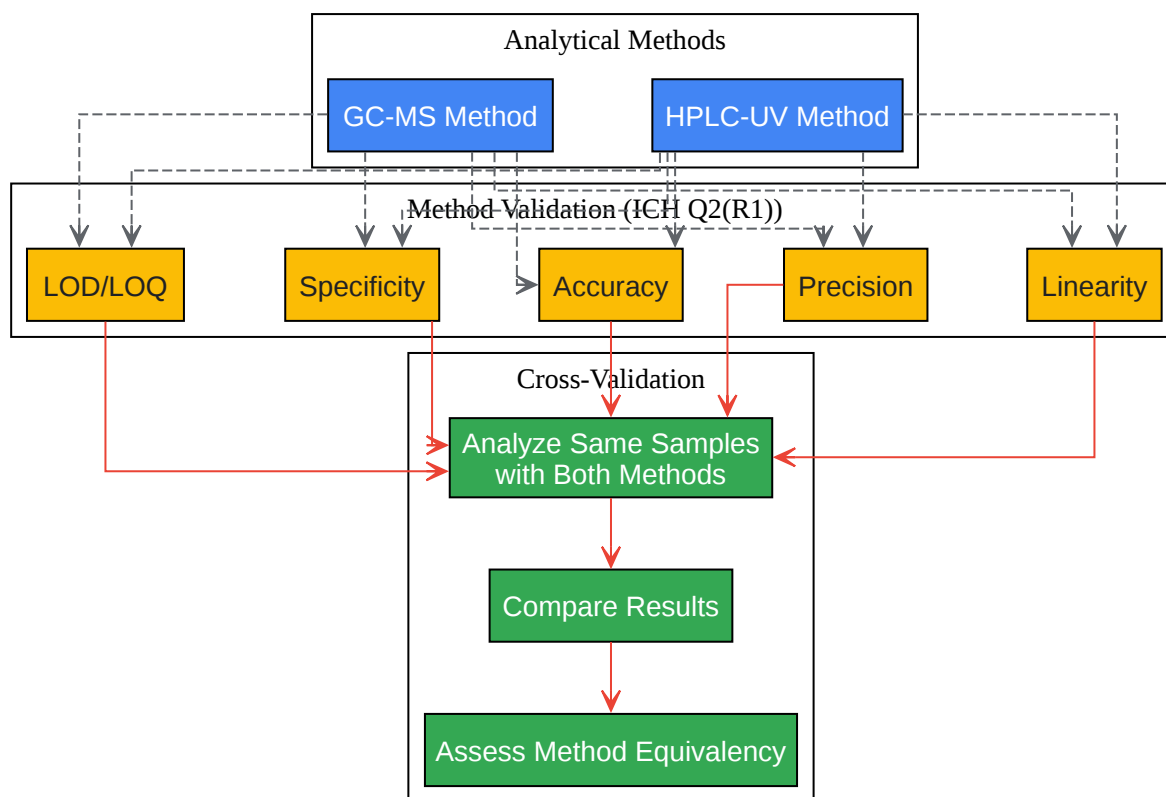 Analytical Methods
GC-MS Method
HPLC-UV Method
Method Validation (ICH Q2(R1))
LOD/LOQ
Specificity
Accuracy
Precision
Linearity
Cross-Validation
Analyze Same Samples
with Both Methods
Compare Results
Assess Method Equivalency